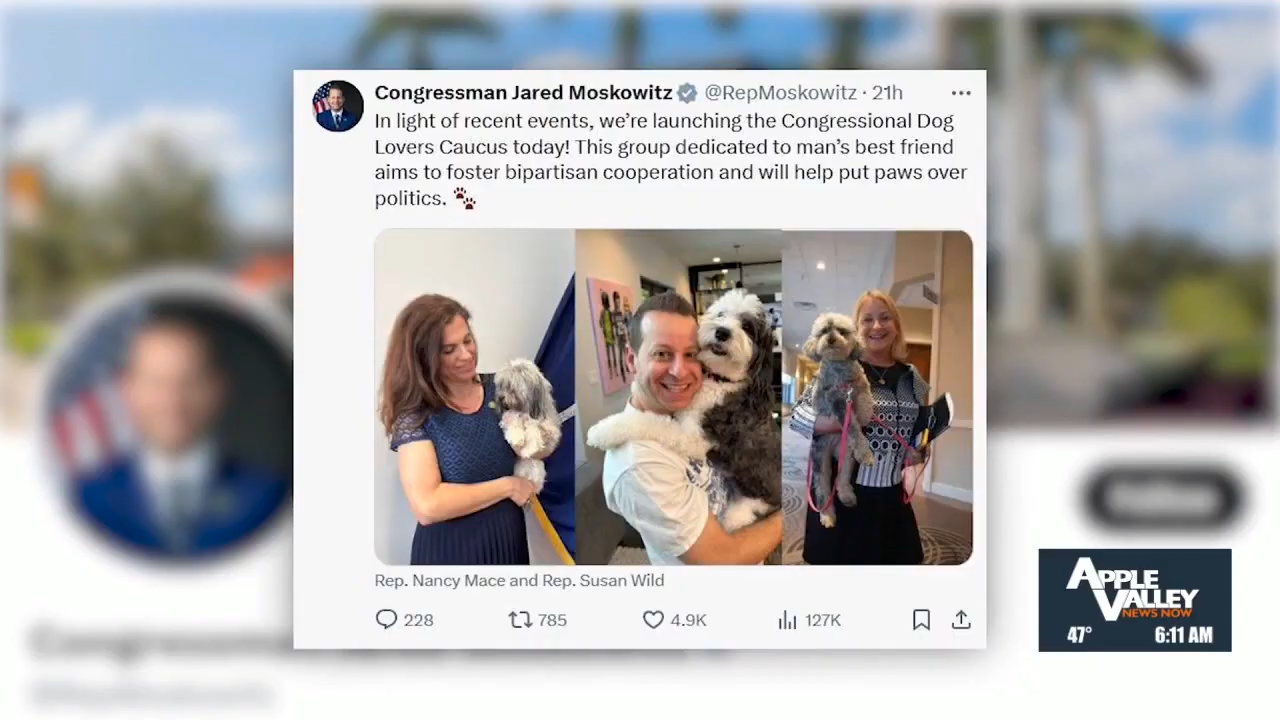 Congressman Jared Moskowitz @RepMoskowitz · 21h
In light of recent events, we're launching the Congressional Dog
Lovers Caucus today! This group dedicated to man's best friend
aims to foster bipartisan cooperation and will help put paws over
politics. 🐾
Rep. Nancy Mace and Rep. Susan Wild
228 785 4.9K 127K
APPLE
VALLEY
NEWS NOW
47° 6:11 AM